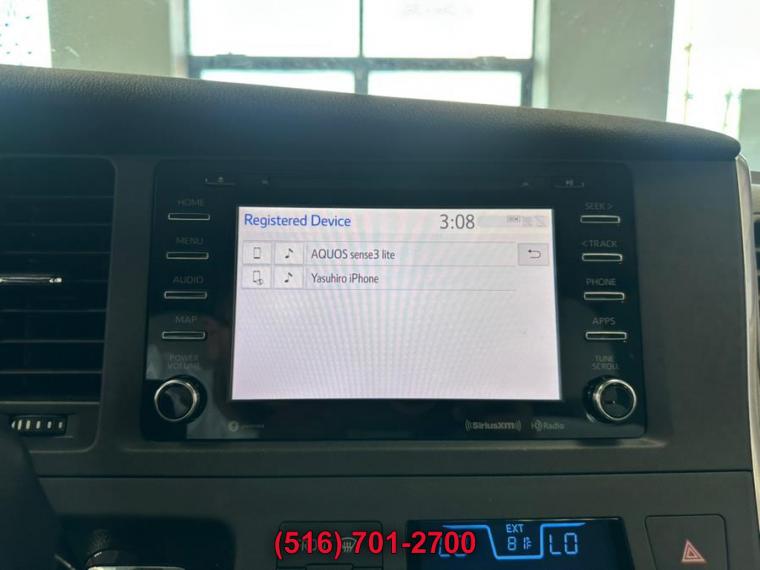 HOME
MENU
AUDIO
MAP
POWER
VOLUME
Registered Device 3:08
AQUOS sense3 lite
Yasuhiro iPhone
SEEK >
< TRACK
PHONE
APPS
TUNE
SCROLL
((SiriusXM))
HD Radio
EXT
81°F
LO
(516) 701-2700